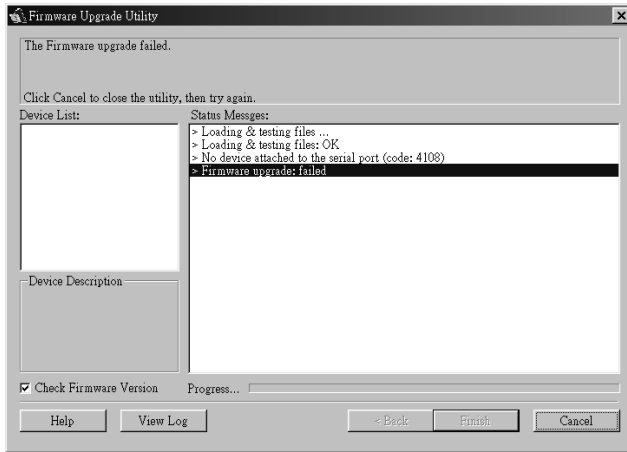 Firmware Upgrade Utility
The Firmware upgrade failed.
Click Cancel to close the utility, then try again.
Device List:
Status Messges:
> Loading & testing files ...
> Loading & testing files: OK
> No device attached to the serial port (code: 4108)
> Firmware upgrade: failed
Device Description
Check Firmware Version
Progress...
Help
View Log
< Back
Finish
Cancel